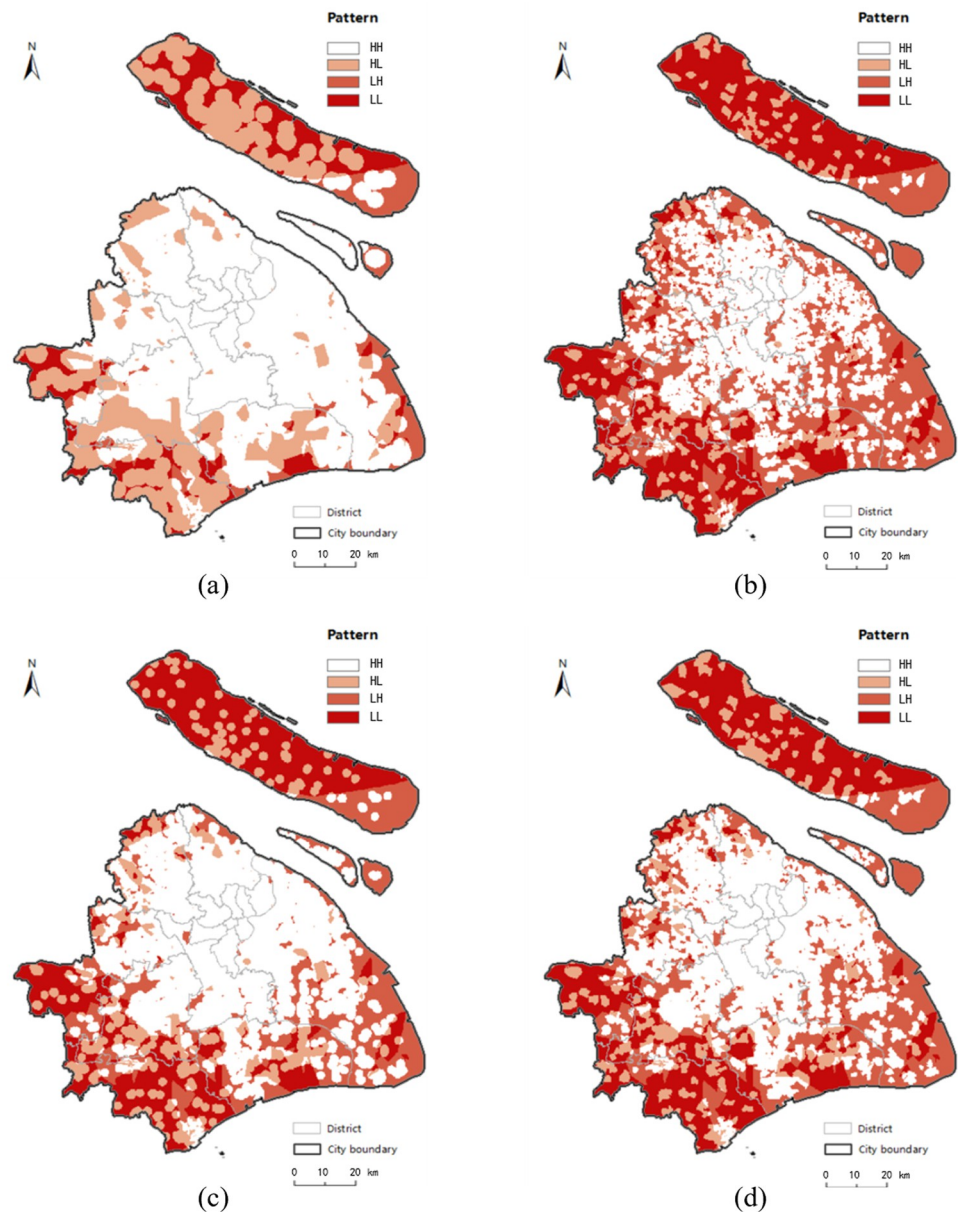 Pattern
N
HH
HL
LH
LL
District
City boundary
0 10 20 km
(a)
Pattern
N
HH
HL
LH
LL
District
City boundary
0 10 20 km
(b)
Pattern
N
HH
HL
LH
LL
District
City boundary
0 10 20 km
(c)
Pattern
N
HH
HL
LH
LL
District
City boundary
0 10 20 km
(d)